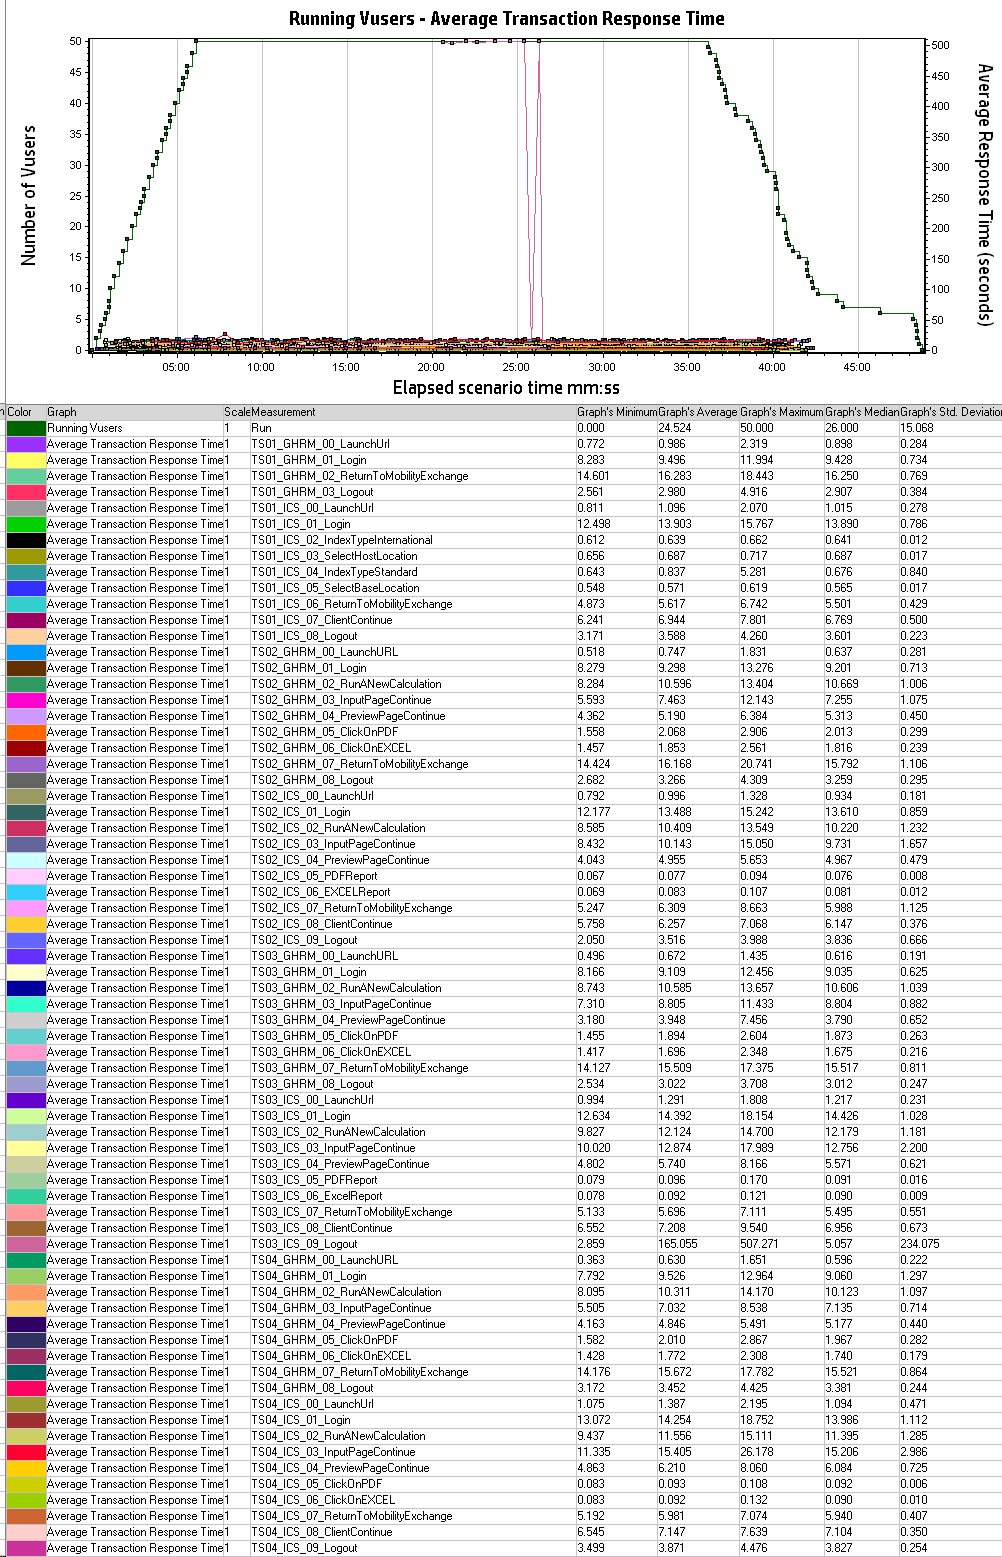 Running Vusers - Average Transaction Response Time
50
45
40
35
30
25
20
15
10
5
0
Number of Vusers
500
450
400
350
300
250
200
150
100
50
0
Average Response Time (seconds)
05:00 10:00 15:00 20:00 25:00 30:00 35:00 40:00 45:00
Elapsed scenario time mm:ss
Color Graph Scale Measurement Graph's Minimum Graph's Average Graph's Maximum Graph's Median Graph's Std. Deviatio
Running Vusers 1 Run 0.000 24.524 50.000 26.000 15.068
Average Transaction Response Time 1 TS01_GHRM_00_LaunchUrl 0.772 0.986 2.319 0.898 0.284
Average Transaction Response Time 1 TS01_GHRM_01_Login 8.283 9.496 11.994 9.428 0.734
Average Transaction Response Time 1 TS01_GHRM_02_ReturnToMobilityExchange 14.601 16.283 18.443 16.250 0.769
Average Transaction Response Time 1 TS01_GHRM_03_Logout 2.561 2.980 4.916 2.907 0.384
Average Transaction Response Time 1 TS01_ICS_00_LaunchUrl 0.811 1.096 2.070 1.015 0.278
Average Transaction Response Time 1 TS01_ICS_01_Login 12.498 13.903 15.767 13.890 0.786
Average Transaction Response Time 1 TS01_ICS_02_IndexTypeInternational 0.612 0.639 0.662 0.641 0.012
Average Transaction Response Time 1 TS01_ICS_03_SelectHostLocation 0.656 0.687 0.717 0.687 0.017
Average Transaction Response Time 1 TS01_ICS_04_IndexTypeStandard 0.643 0.837 5.281 0.676 0.840
Average Transaction Response Time 1 TS01_ICS_05_SelectBaseLocation 0.548 0.571 0.619 0.565 0.017
Average Transaction Response Time 1 TS01_ICS_06_ReturnToMobilityExchange 4.873 5.617 6.742 5.501 0.429
Average Transaction Response Time 1 TS01_ICS_07_ClientContinue 6.241 6.944 7.801 6.769 0.500
Average Transaction Response Time 1 TS01_ICS_08_Logout 3.171 3.588 4.260 3.601 0.223
Average Transaction Response Time 1 TS02_GHRM_00_LaunchURL 0.518 0.747 1.831 0.637 0.281
Average Transaction Response Time 1 TS02_GHRM_01_Login 8.279 9.298 13.276 9.201 0.713
Average Transaction Response Time 1 TS02_GHRM_02_RunANewCalculation 8.284 10.596 13.404 10.669 1.006
Average Transaction Response Time 1 TS02_GHRM_03_InputPageContinue 5.593 7.463 12.143 7.255 1.075
Average Transaction Response Time 1 TS02_GHRM_04_PreviewPageContinue 4.362 5.190 6.384 5.313 0.450
Average Transaction Response Time 1 TS02_GHRM_05_ClickOnPDF 1.558 2.068 2.906 2.013 0.299
Average Transaction Response Time 1 TS02_GHRM_06_ClickOnEXCEL 1.457 1.853 2.561 1.816 0.239
Average Transaction Response Time 1 TS02_GHRM_07_ReturnToMobilityExchange 14.424 16.168 20.741 15.792 1.106
Average Transaction Response Time 1 TS02_GHRM_08_Logout 2.682 3.266 4.309 3.259 0.295
Average Transaction Response Time 1 TS02_ICS_00_LaunchUrl 0.792 0.996 1.328 0.934 0.181
Average Transaction Response Time 1 TS02_ICS_01_Login 12.177 13.488 15.242 13.610 0.859
Average Transaction Response Time 1 TS02_ICS_02_RunANewCalculation 8.585 10.409 13.549 10.220 1.232
Average Transaction Response Time 1 TS02_ICS_03_InputPageContinue 8.432 10.143 15.050 9.731 1.657
Average Transaction Response Time 1 TS02_ICS_04_PreviewPageContinue 4.043 4.955 5.653 4.967 0.479
Average Transaction Response Time 1 TS02_ICS_05_PDFReport 0.067 0.077 0.094 0.076 0.008
Average Transaction Response Time 1 TS02_ICS_06_EXCELReport 0.069 0.083 0.107 0.081 0.012
Average Transaction Response Time 1 TS02_ICS_07_ReturnToMobilityExchange 5.247 6.309 8.663 5.988 1.125
Average Transaction Response Time 1 TS02_ICS_08_ClientContinue 5.758 6.257 7.068 6.147 0.376
Average Transaction Response Time 1 TS02_ICS_09_Logout 2.050 3.516 3.988 3.836 0.666
Average Transaction Response Time 1 TS03_GHRM_00_LaunchURL 0.496 0.672 1.435 0.616 0.191
Average Transaction Response Time 1 TS03_GHRM_01_Login 8.166 9.109 12.456 9.035 0.625
Average Transaction Response Time 1 TS03_GHRM_02_RunANewCalculation 8.743 10.585 13.657 10.606 1.039
Average Transaction Response Time 1 TS03_GHRM_03_InputPageContinue 7.310 8.805 11.433 8.804 0.882
Average Transaction Response Time 1 TS03_GHRM_04_PreviewPageContinue 3.180 3.948 7.456 3.790 0.652
Average Transaction Response Time 1 TS03_GHRM_05_ClickOnPDF 1.455 1.894 2.604 1.873 0.263
Average Transaction Response Time 1 TS03_GHRM_06_ClickOnEXCEL 1.417 1.696 2.348 1.675 0.216
Average Transaction Response Time 1 TS03_GHRM_07_ReturnToMobilityExchange 14.127 15.509 17.375 15.517 0.811
Average Transaction Response Time 1 TS03_GHRM_08_Logout 2.534 3.022 3.708 3.012 0.247
Average Transaction Response Time 1 TS03_ICS_00_LaunchUrl 0.994 1.291 1.808 1.217 0.231
Average Transaction Response Time 1 TS03_ICS_01_Login 12.634 14.392 18.154 14.426 1.028
Average Transaction Response Time 1 TS03_ICS_02_RunANewCalculation 9.827 12.124 14.700 12.179 1.181
Average Transaction Response Time 1 TS03_ICS_03_InputPageContinue 10.020 12.874 17.989 12.756 2.200
Average Transaction Response Time 1 TS03_ICS_04_PreviewPageContinue 4.802 5.740 8.166 5.571 0.621
Average Transaction Response Time 1 TS03_ICS_05_PDFReport 0.079 0.096 0.170 0.091 0.016
Average Transaction Response Time 1 TS03_ICS_06_ExcelReport 0.078 0.092 0.121 0.090 0.009
Average Transaction Response Time 1 TS03_ICS_07_ReturnToMobilityExchange 5.133 5.696 7.111 5.495 0.551
Average Transaction Response Time 1 TS03_ICS_08_ClientContinue 6.552 7.208 9.540 6.956 0.673
Average Transaction Response Time 1 TS03_ICS_09_Logout 2.859 165.055 507.271 5.057 234.075
Average Transaction Response Time 1 TS04_GHRM_00_LaunchURL 0.363 0.630 1.651 0.596 0.222
Average Transaction Response Time 1 TS04_GHRM_01_Login 7.792 9.526 12.964 9.060 1.297
Average Transaction Response Time 1 TS04_GHRM_02_RunANewCalculation 8.095 10.311 14.170 10.123 1.097
Average Transaction Response Time 1 TS04_GHRM_03_InputPageContinue 5.505 7.032 8.538 7.135 0.714
Average Transaction Response Time 1 TS04_GHRM_04_PreviewPageContinue 4.163 4.846 5.491 5.177 0.440
Average Transaction Response Time 1 TS04_GHRM_05_ClickOnPDF 1.582 2.010 2.867 1.967 0.282
Average Transaction Response Time 1 TS04_GHRM_06_ClickOnEXCEL 1.428 1.772 2.308 1.740 0.179
Average Transaction Response Time 1 TS04_GHRM_07_ReturnToMobilityExchange 14.176 15.672 17.782 15.521 0.864
Average Transaction Response Time 1 TS04_GHRM_08_Logout 3.172 3.452 4.425 3.381 0.244
Average Transaction Response Time 1 TS04_ICS_00_LaunchUrl 1.075 1.387 2.195 1.094 0.471
Average Transaction Response Time 1 TS04_ICS_01_Login 13.072 14.254 18.752 13.986 1.112
Average Transaction Response Time 1 TS04_ICS_02_RunANewCalculation 9.437 11.556 15.111 11.395 1.285
Average Transaction Response Time 1 TS04_ICS_03_InputPageContinue 11.335 15.405 26.178 15.206 2.986
Average Transaction Response Time 1 TS04_ICS_04_PreviewPageContinue 4.863 6.210 8.060 6.084 0.725
Average Transaction Response Time 1 TS04_ICS_05_ClickOnPDF 0.083 0.093 0.108 0.092 0.006
Average Transaction Response Time 1 TS04_ICS_06_ClickOnEXCEL 0.083 0.092 0.132 0.090 0.010
Average Transaction Response Time 1 TS04_ICS_07_ReturnToMobilityExchange 5.192 5.981 7.074 5.940 0.407
Average Transaction Response Time 1 TS04_ICS_08_ClientContinue 6.545 7.147 7.639 7.104 0.350
Average Transaction Response Time 1 TS04_ICS_09_Logout 3.499 3.871 4.476 3.827 0.254